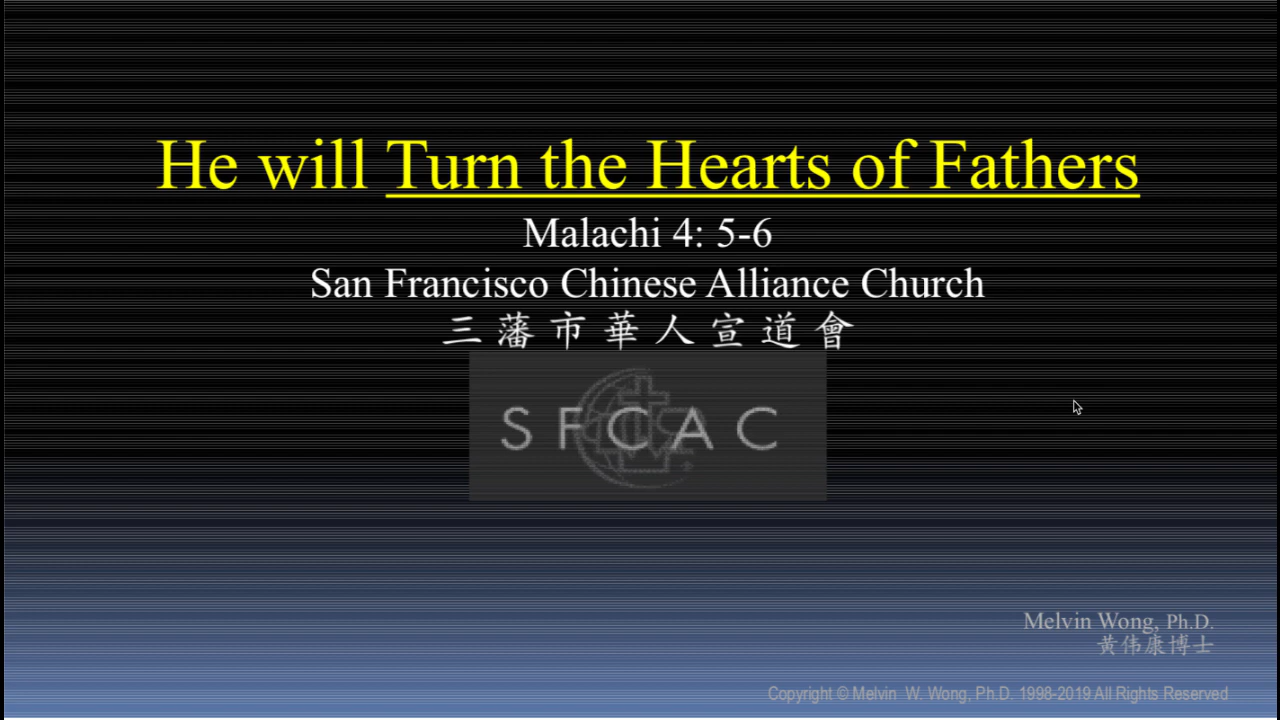 He will Turn the Hearts of Fathers
Malachi 4: 5-6
San Francisco Chinese Alliance Church
三藩市華人宣道會
SFCAC
Melvin Wong, Ph.D.
黃伟康博士
Copyright © Melvin W. Wong, Ph.D. 1998-2019 All Rights Reserved